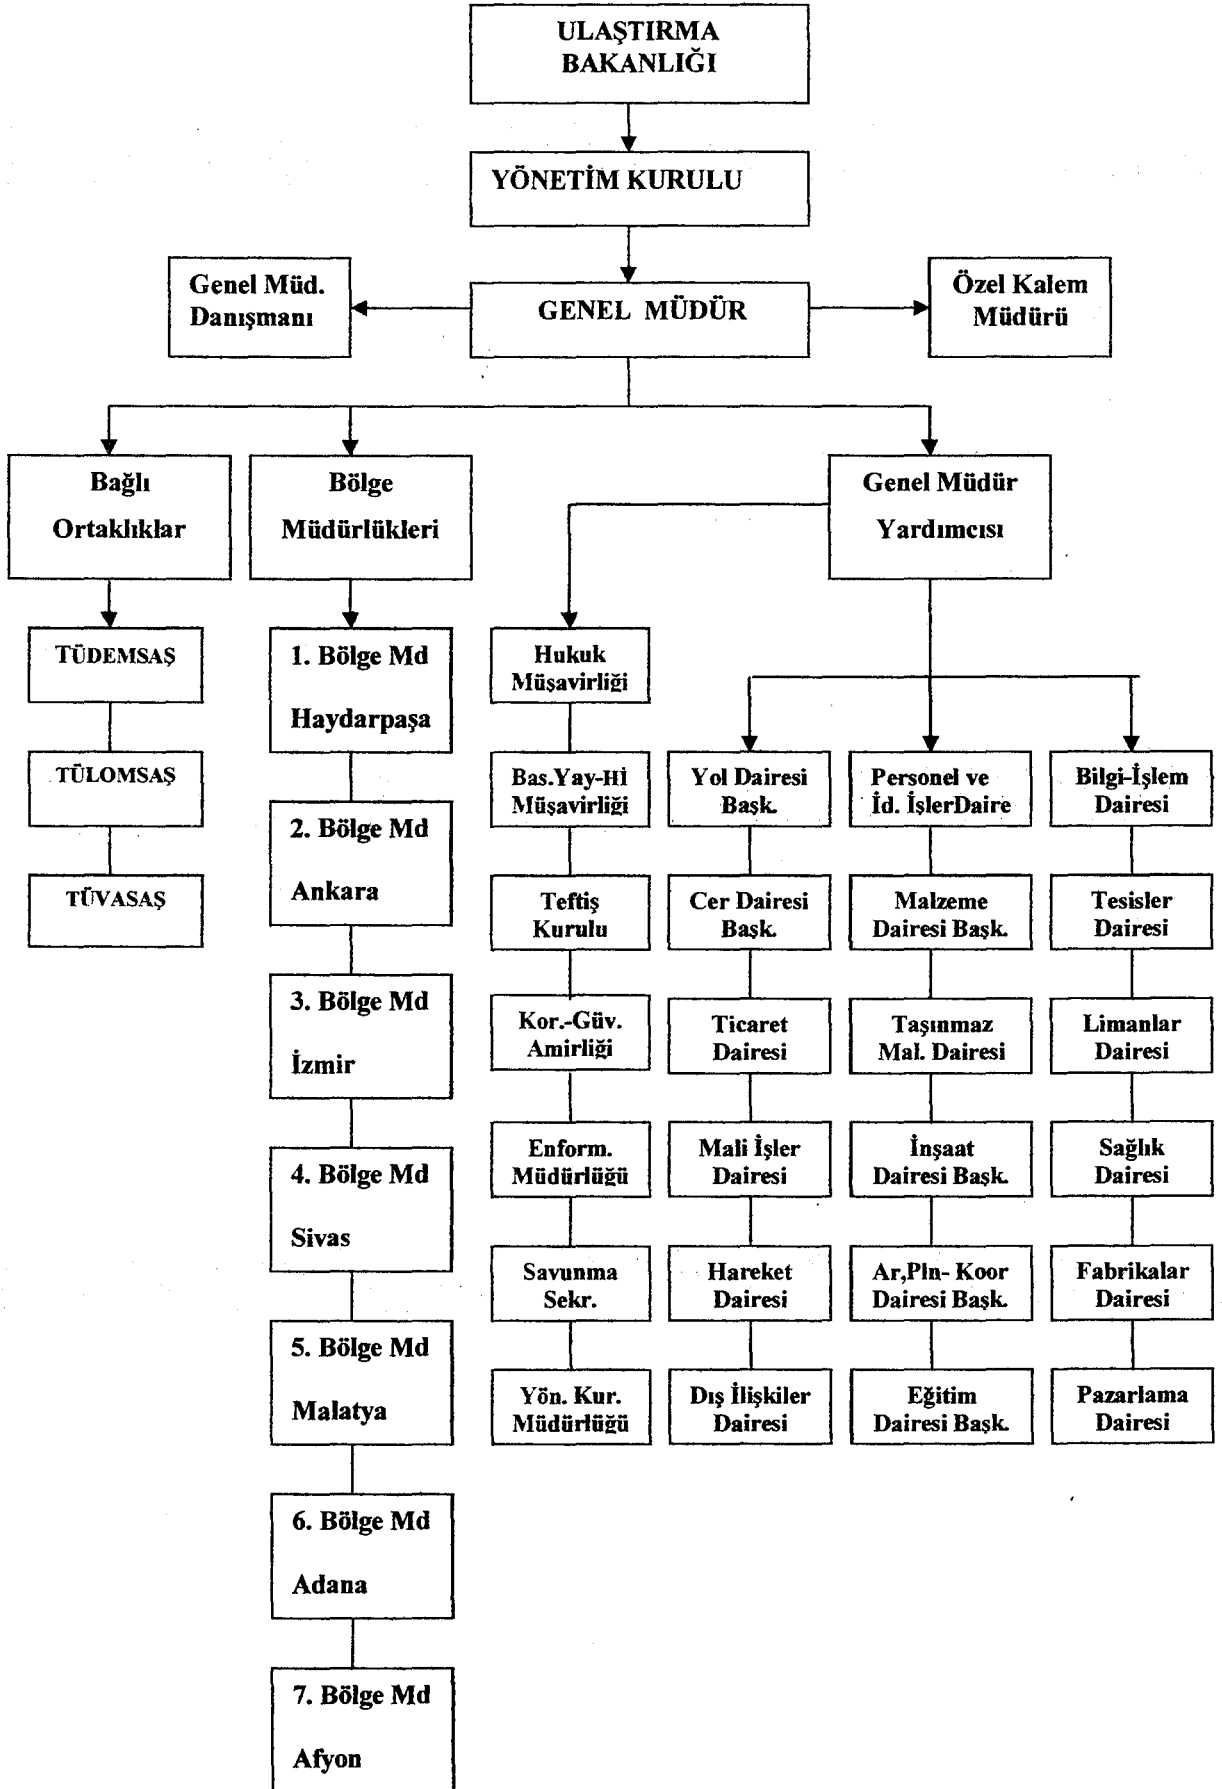 ULAŞTIRMA
BAKANLIĞI
YÖNETİM KURULU
Genel Müd.
Danışmanı
GENEL MÜDÜR
Özel Kalem
Müdürü
Bağlı
Ortaklıklar
Bölge
Müdürlükleri
Genel Müdür
Yardımcısı
TÜDEMSAŞ
TÜLOMSAŞ
TÜVASAŞ
1. Bölge Md
Haydarpaşa
2. Bölge Md
Ankara
3. Bölge Md
İzmir
4. Bölge Md
Sivas
5. Bölge Md
Malatya
6. Bölge Md
Adana
7. Bölge Md
Afyon
Hukuk
Müşavirliği
Bas.Yay-Hİ
Müşavirliği
Teftiş
Kurulu
Kor.-Güv.
Amirliği
Enform.
Müdürlüğü
Savunma
Sekr.
Yön. Kur.
Müdürlüğü
Yol Dairesi
Başk.
Cer Dairesi
Başk.
Ticaret
Dairesi
Mali İşler
Dairesi
Hareket
Dairesi
Dış İlişkiler
Dairesi
Personel ve
İd. İşlerDaire
Malzeme
Dairesi Başk.
Taşınmaz
Mal. Dairesi
İnşaat
Dairesi Başk.
Ar,Pln- Koor
Dairesi Başk.
Eğitim
Dairesi Başk.
Bilgi-İşlem
Dairesi
Tesisler
Dairesi
Limanlar
Dairesi
Sağlık
Dairesi
Fabrikalar
Dairesi
Pazarlama
Dairesi